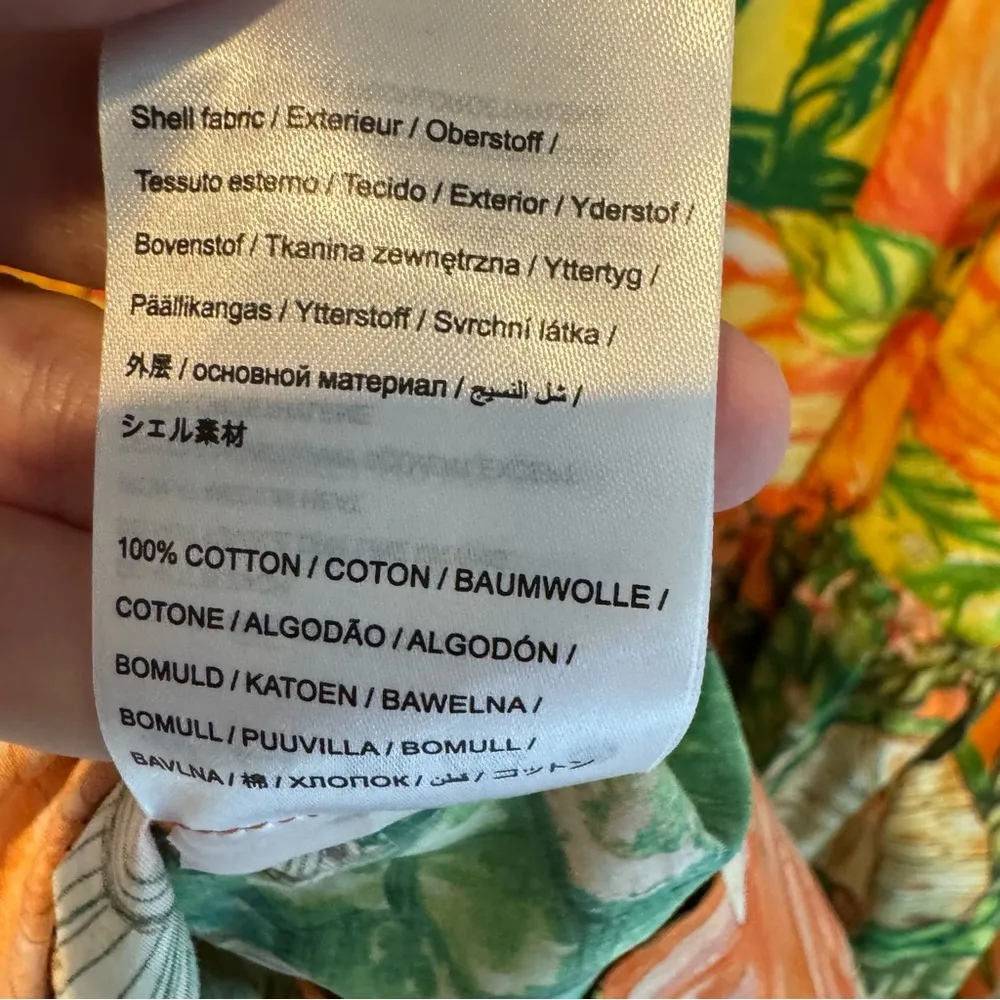 Shell fabric / Exterieur / Oberstoff /
Tessuto esterno / Tecido / Exterior / Yderstof /
Bovenstof / Tkanina zewnętrzna / Yttertyg /
Päällikangas / Ytterstoff / Svrchní látka /
外层 / основной материал / شل النسيج /
シェル素材
100% COTTON / COTON / BAUMWOLLE /
COTONE / ALGODÃO / ALGODÓN /
BOMULD / KATOEN / BAWELNA /
BOMULL / PUUVILLA / BOMULL /
BAVLNA / 棉 / ХЛОПОК / قطن / コットン